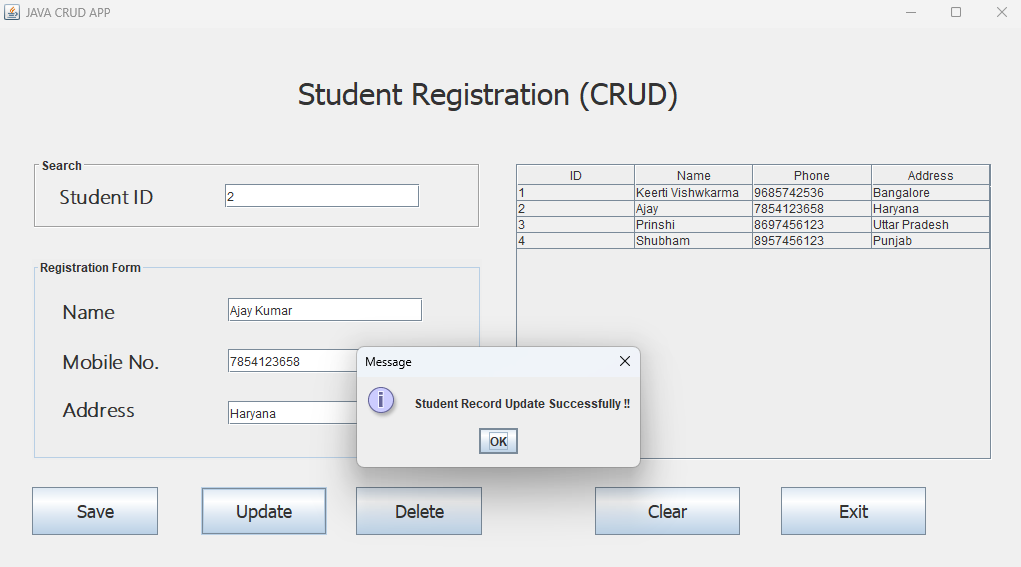 JAVA CRUD APP
Student Registration (CRUD)
Search
Student ID 2
ID Name Phone Address
1 Keerti Vishwkarma 9685742536 Bangalore
2 Ajay 7854123658 Haryana
3 Prinshi 8697456123 Uttar Pradesh
4 Shubham 8957456123 Punjab
Registration Form
Name Ajay Kumar
Mobile No. 7854123658
Address Haryana
Message
i
Student Record Update Successfully !!
OK
Save Update Delete Clear Exit